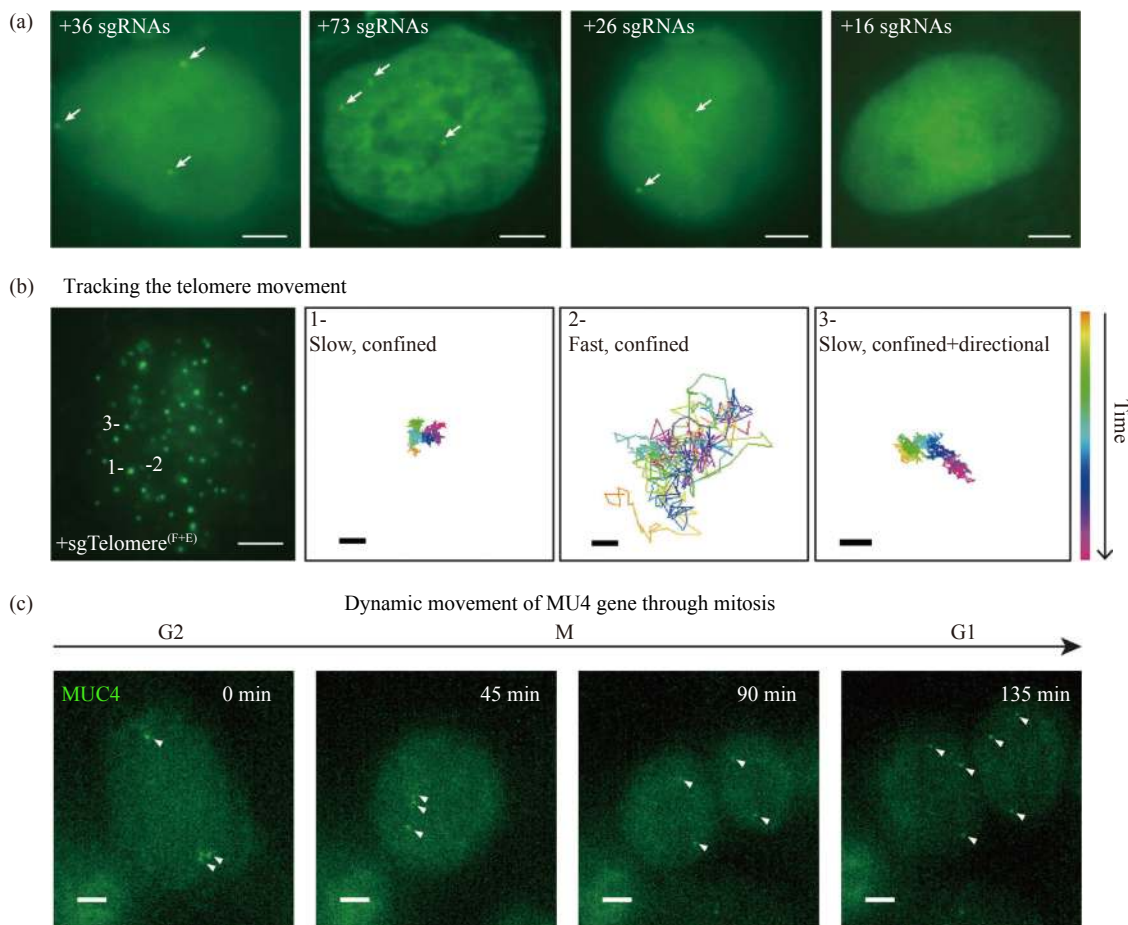 (a)
+36 sgRNAs
+73 sgRNAs
+26 sgRNAs
+16 sgRNAs
(b) Tracking the telomere movement
1-
Slow, confined
2-
Fast, confined
3-
Slow, confined+directional
3-
1-
-2
+sgTelomere(F+E)
Time
(c) Dynamic movement of MU4 gene through mitosis
G2
M
G1
MUC4
0 min
45 min
90 min
135 min